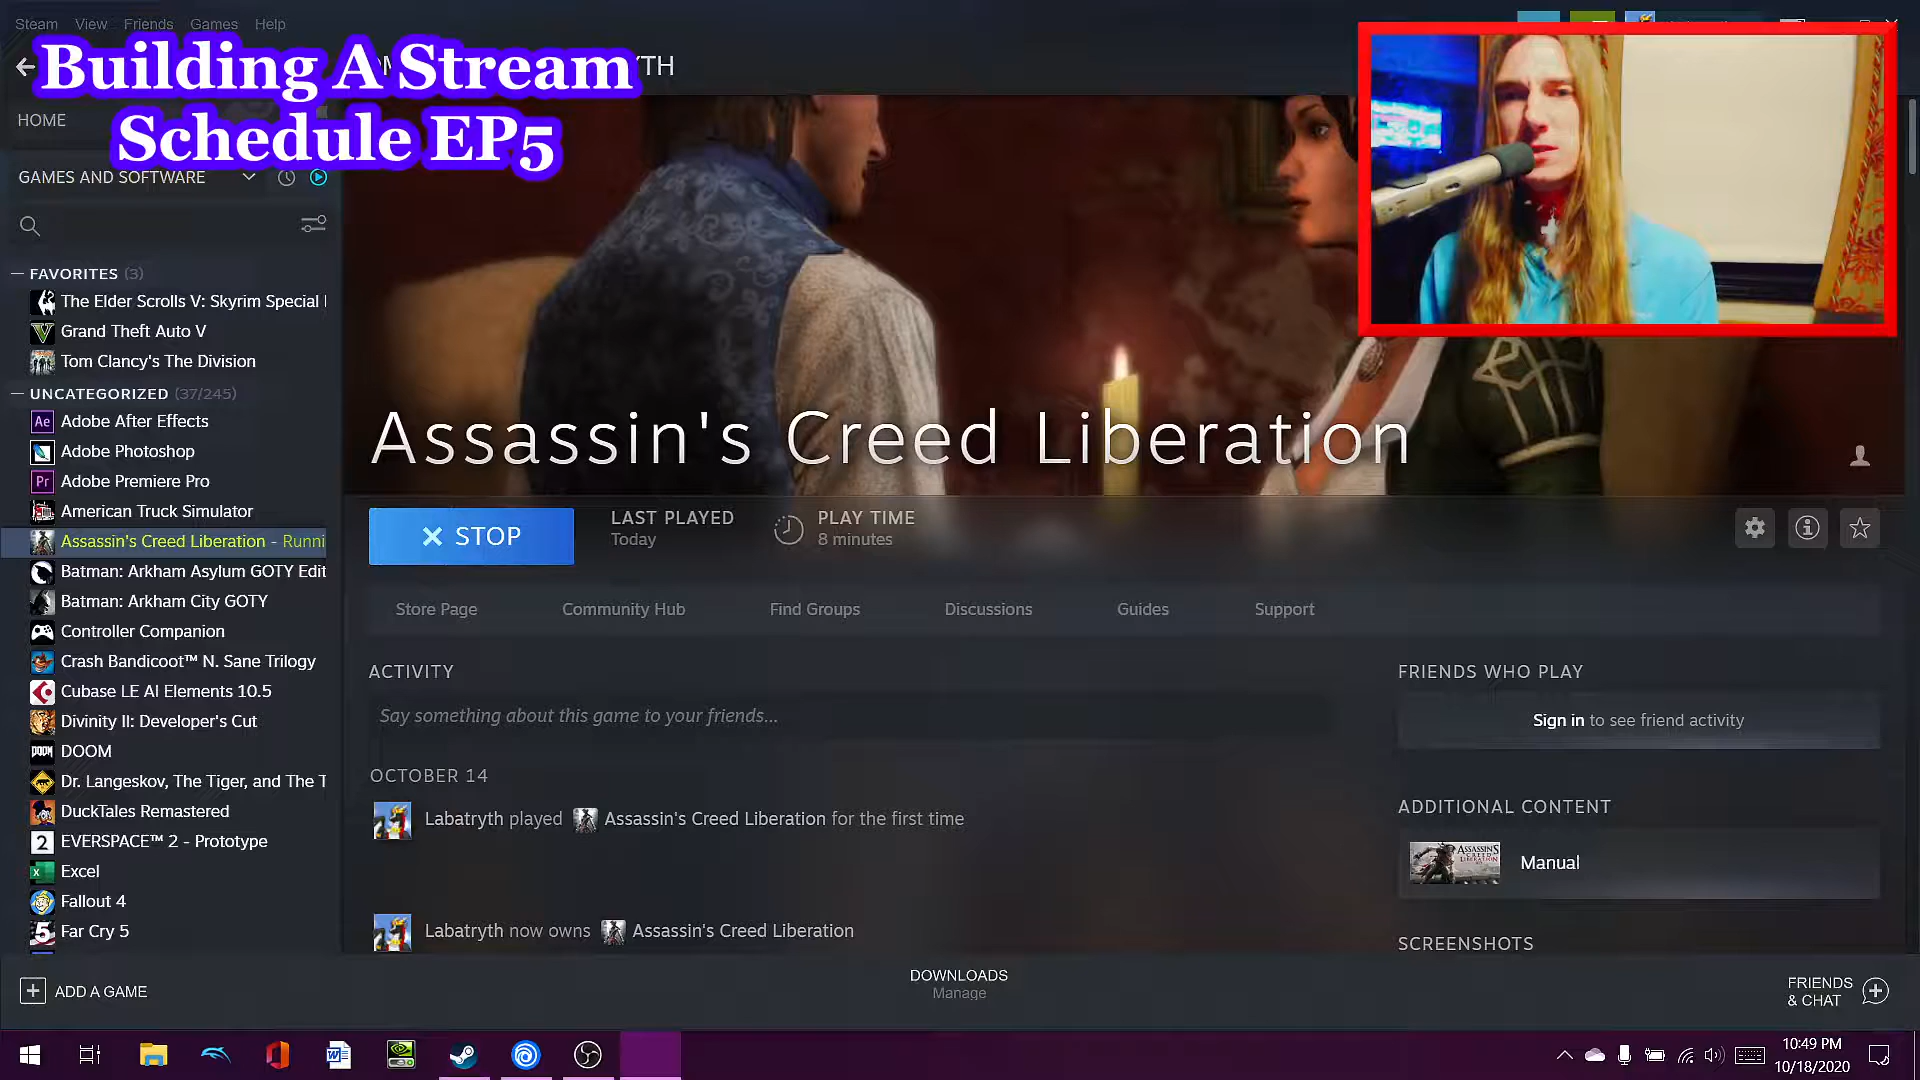 Steam View Friends Games Help
Building A Stream
Schedule EP5
YTH
HOME
GAMES AND SOFTWARE
FAVORITES (3)
The Elder Scrolls V: Skyrim Special
Grand Theft Auto V
Tom Clancy's The Division
UNCATEGORIZED (37/245)
Adobe After Effects
Adobe Photoshop
Adobe Premiere Pro
American Truck Simulator
Assassin's Creed Liberation - Runni
Batman: Arkham Asylum GOTY Edit
Batman: Arkham City GOTY
Controller Companion
Crash Bandicoot™ N. Sane Trilogy
Cubase LE AI Elements 10.5
Divinity II: Developer's Cut
DOOM
Dr. Langeskov, The Tiger, and The T
DuckTales Remastered
EVERSPACE™ 2 - Prototype
Excel
Fallout 4
Far Cry 5
ADD A GAME
Assassin's Creed Liberation
STOP
LAST PLAYED
Today
PLAY TIME
8 minutes
Store Page Community Hub Find Groups Discussions Guides Support
ACTIVITY
Say something about this game to your friends...
OCTOBER 14
Labatryth played Assassin's Creed Liberation for the first time
Labatryth now owns Assassin's Creed Liberation
FRIENDS WHO PLAY
Sign in to see friend activity
ADDITIONAL CONTENT
Manual
SCREENSHOTS
DOWNLOADS
Manage
FRIENDS
& CHAT
10:49 PM
10/18/2020